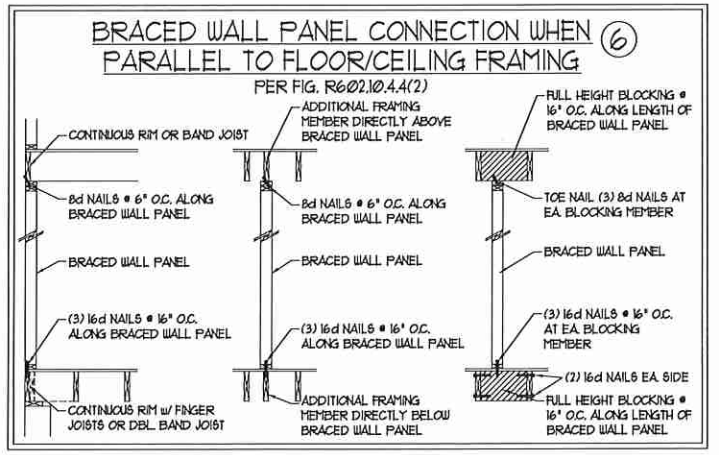 BRACED WALL PANEL CONNECTION WHEN
PARALLEL TO FLOOR/CEILING FRAMING
6
PER FIG. R602.10.4.4(2)
CONTINUOUS RIM OR BAND JOIST
8d NAILS @ 6" O.C. ALONG
BRACED WALL PANEL
BRACED WALL PANEL
(3) 16d NAILS @ 16" O.C.
ALONG BRACED WALL PANEL
CONTINUOUS RIM W/ FINGER
JOISTS OR DBL. BAND JOIST
ADDITIONAL FRAMING
MEMBER DIRECTLY ABOVE
BRACED WALL PANEL
8d NAILS @ 6" O.C. ALONG
BRACED WALL PANEL
BRACED WALL PANEL
(3) 16d NAILS @ 16" O.C.
ALONG BRACED WALL PANEL
ADDITIONAL FRAMING
MEMBER DIRECTLY BELOW
BRACED WALL PANEL
FULL HEIGHT BLOCKING @
16" O.C. ALONG LENGTH OF
BRACED WALL PANEL
TOE NAIL (3) 8d NAILS AT
EA. BLOCKING MEMBER
BRACED WALL PANEL
(3) 16d NAILS @ 16" O.C.
AT EA. BLOCKING
MEMBER
(2) 16d NAILS EA. SIDE
FULL HEIGHT BLOCKING @
16" O.C. ALONG LENGTH OF
BRACED WALL PANEL